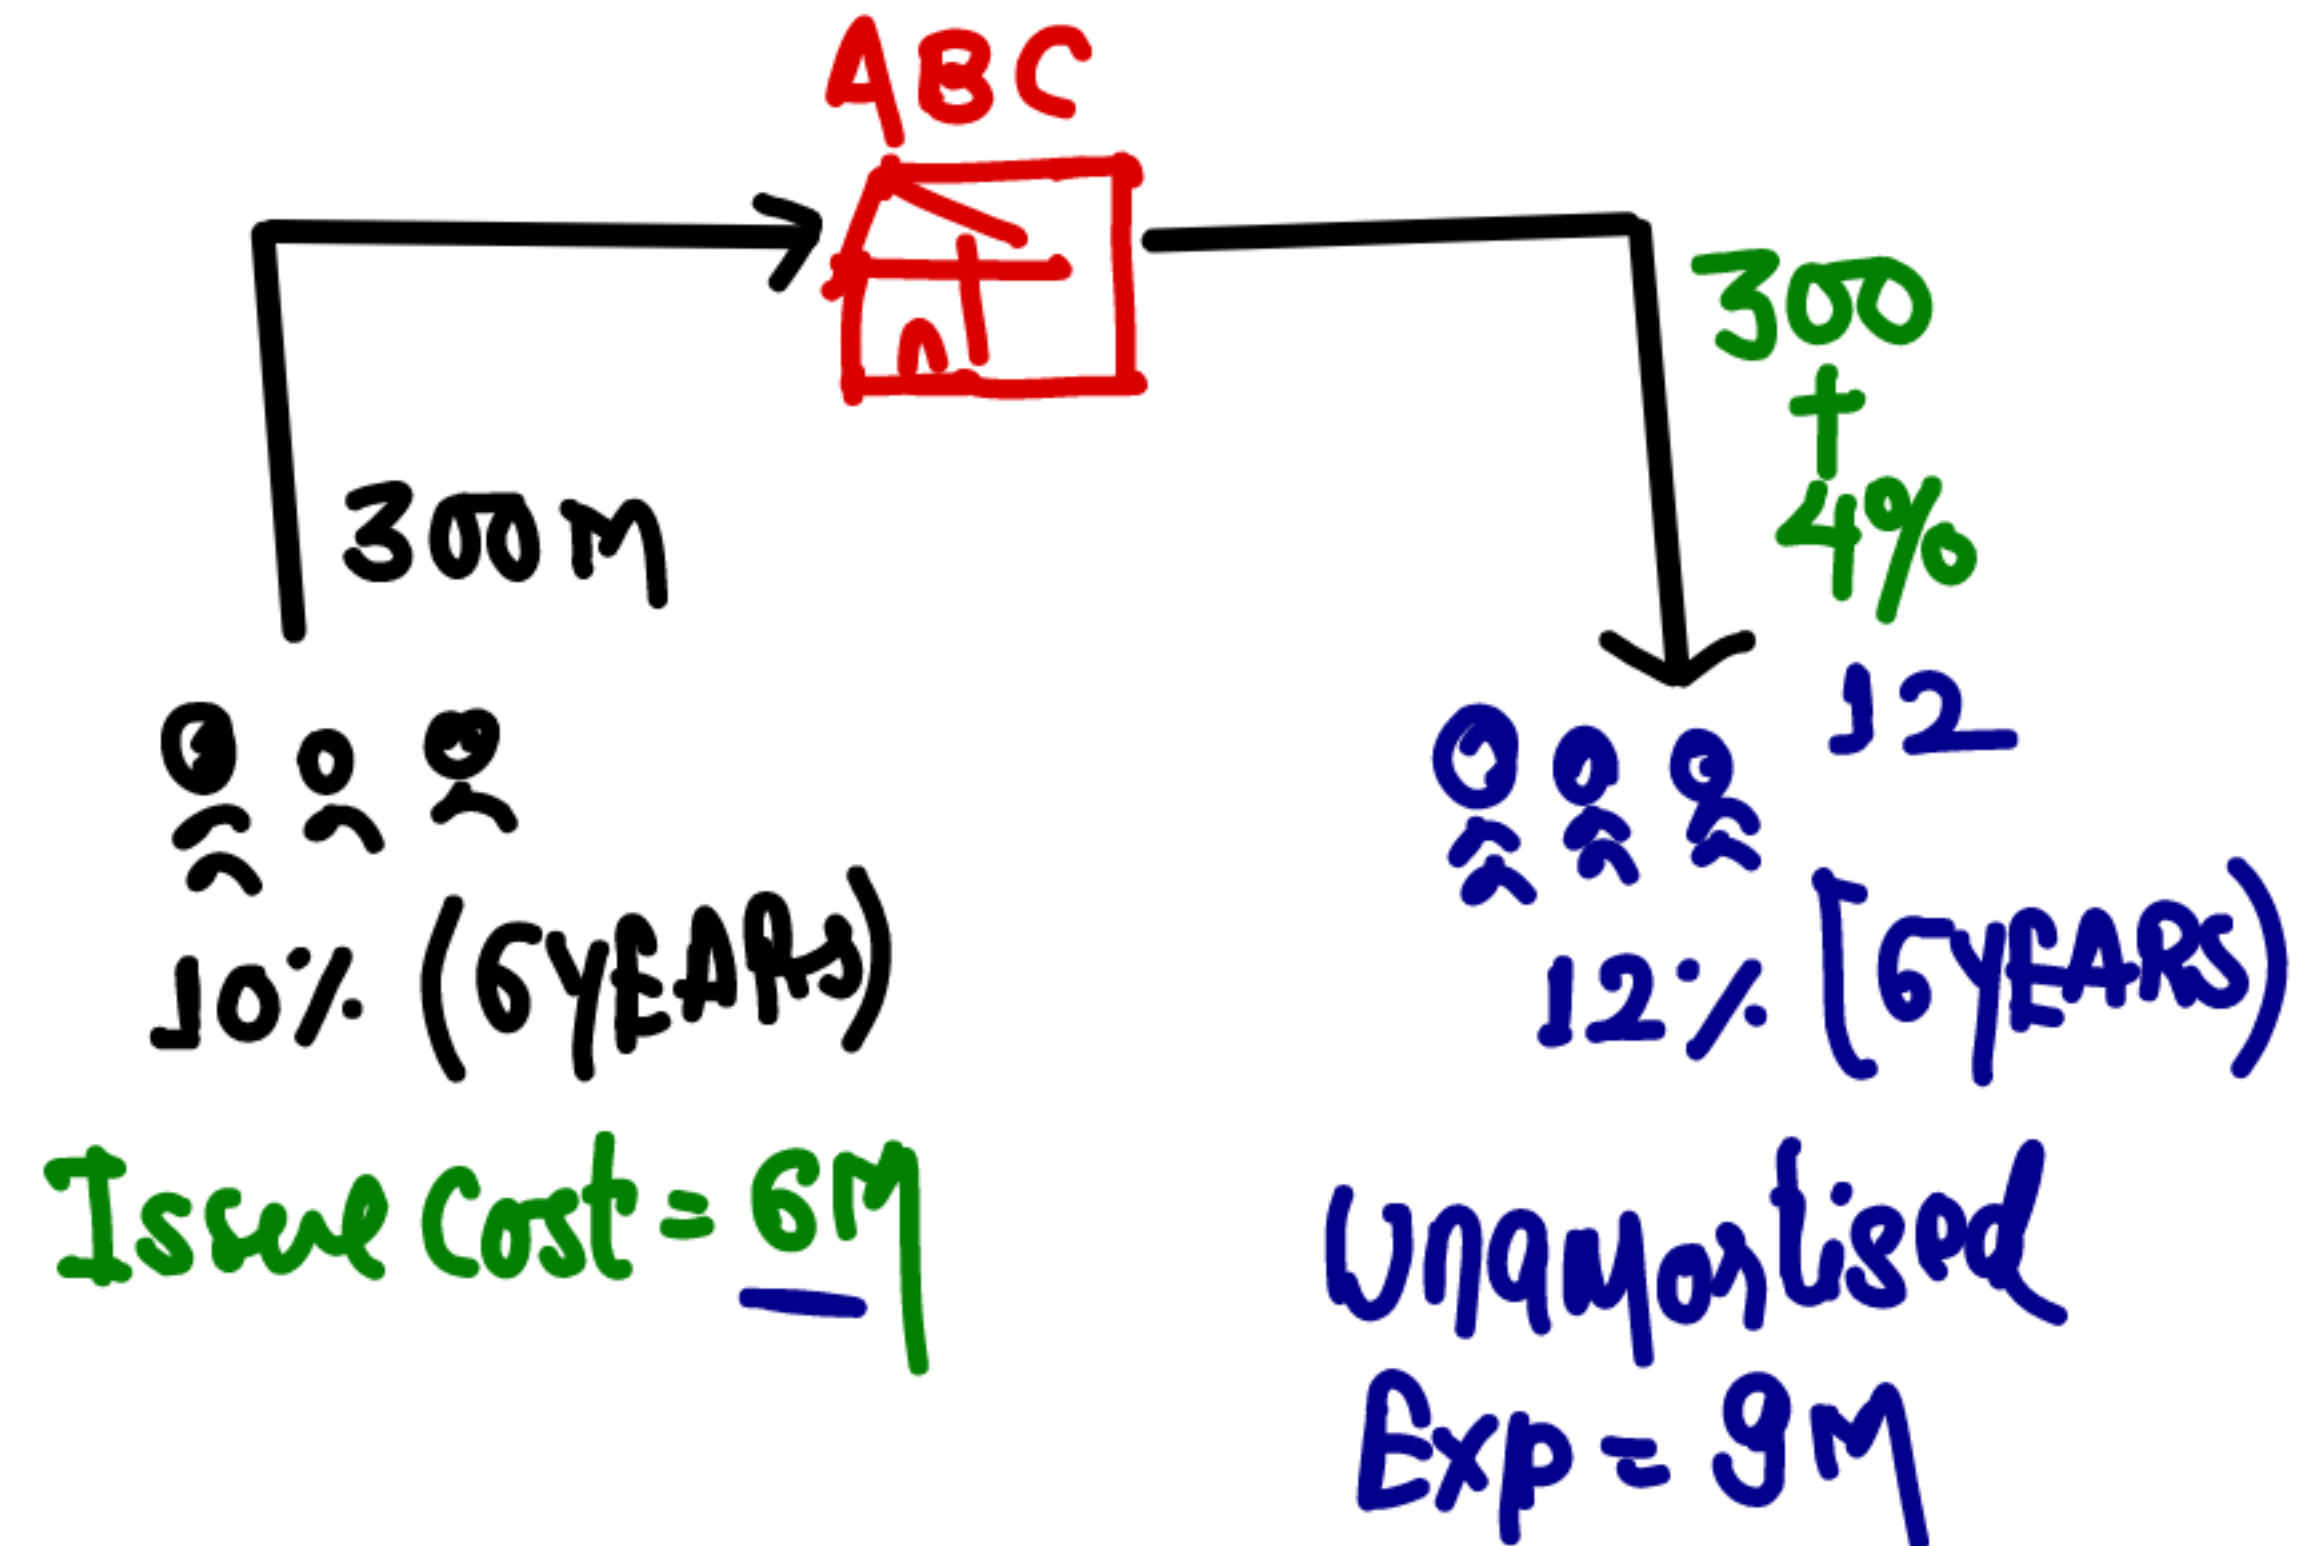 ABC
300
+
4%
300M
12
10% (6YEARS)
12% [6YEARS)
Issue Cost = 6M
Unamortised
Exp = 9M